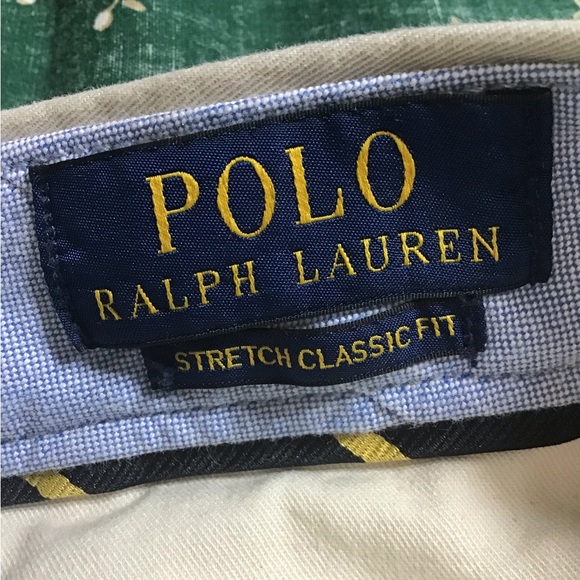 POLO
RALPH LAUREN
STRETCH CLASSIC FIT